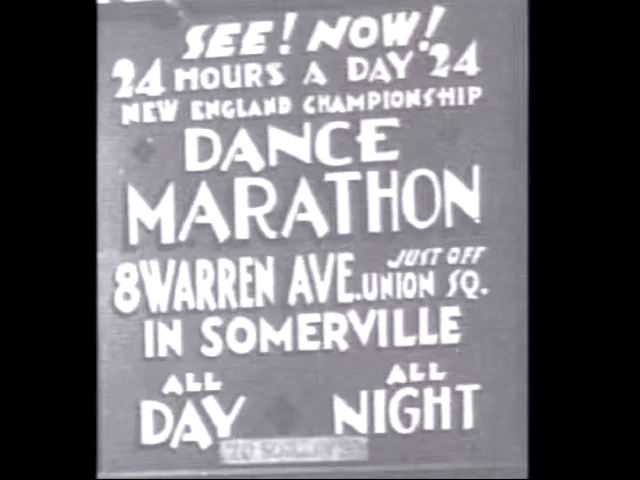 SEE! NOW!
24 HOURS A DAY 24
NEW ENGLAND CHAMPIONSHIP
DANCE
MARATHON
8 WARREN AVE. JUST OFF UNION SQ.
IN SOMERVILLE
ALL DAY ALL NIGHT